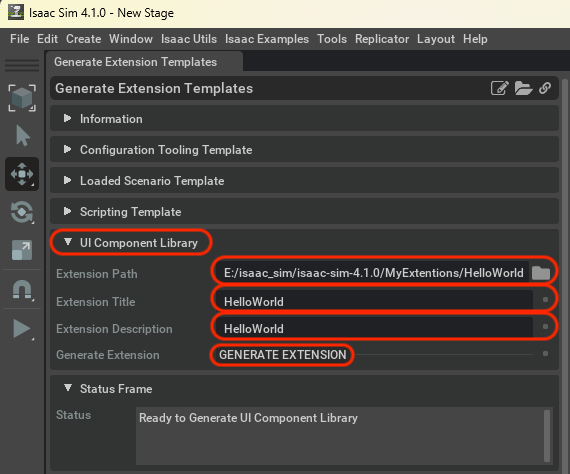 Isaac Sim 4.1.0 - New Stage
File Edit Create Window Isaac Utils Isaac Examples Tools Replicator Layout Help
Generate Extension Templates
Generate Extension Templates
Information
Configuration Tooling Template
Loaded Scenario Template
Scripting Template
UI Component Library
Extension Path E:/isaac_sim/isaac-sim-4.1.0/MyExtentions/HelloWorld
Extension Title HelloWorld
Extension Description HelloWorld
Generate Extension GENERATE EXTENSION
Status Frame
Status Ready to Generate UI Component Library